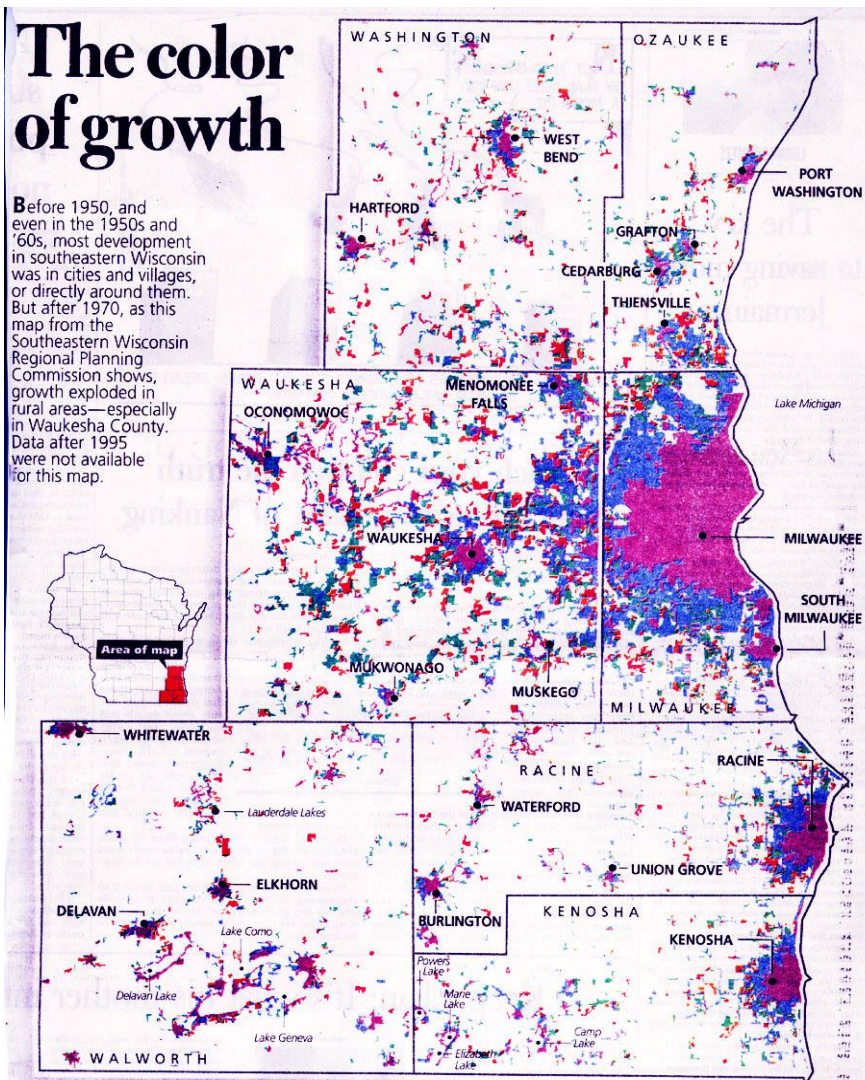 The color
of growth
Before 1950, and
even in the 1950s and
'60s, most development
in southeastern Wisconsin
was in cities and villages,
or directly around them.
But after 1970, as this
map from the
Southeastern Wisconsin
Regional Planning
Commission shows,
growth exploded in
rural areas—especially
in Waukesha County.
Data after 1995
were not available
for this map.
Area of map
WASHINGTON
OZAUKEE
WEST
BEND
PORT
WASHINGTON
HARTFORD
GRAFTON
CEDARBURG
THIENSVILLE
WAUKESHA
MENOMONEE
FALLS
OCONOMOWOC
Lake Michigan
WAUKESHA
MILWAUKEE
SOUTH
MILWAUKEE
MUKWONAGO
MUSKEGO
MILWAUKEE
WHITEWATER
RACINE
RACINE
Lauderdale Lakes
WATERFORD
ELKHORN
UNION GROVE
DELAVAN
BURLINGTON
KENOSHA
Lake Como
KENOSHA
Powers
Lake
Delavan Lake
Marie
Lake
Lake Geneva
Camp
Lake
Elizabeth
Lake
WALWORTH